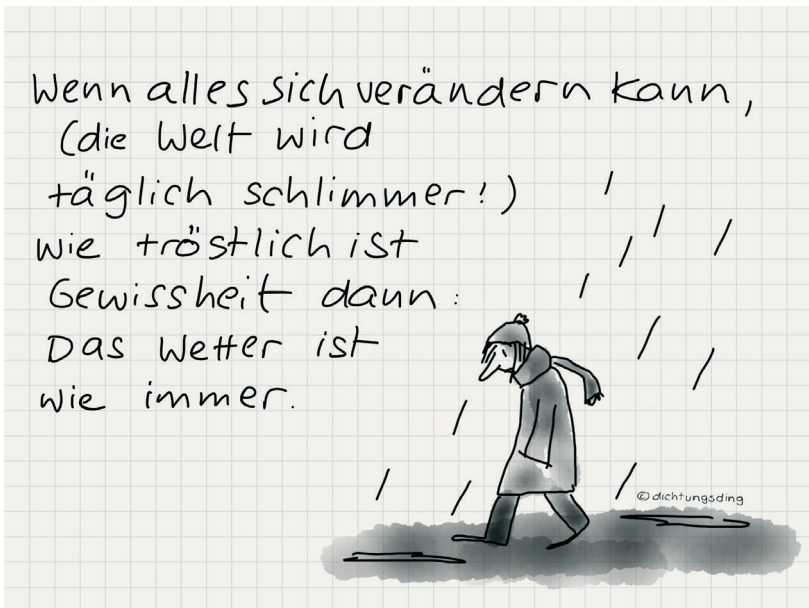 Wenn alles sich verändern kann,
(die Welt wird
täglich schlimmer!)
wie tröstlich ist
Gewissheit dann:
Das Wetter ist
wie immer.
© dichtungsding